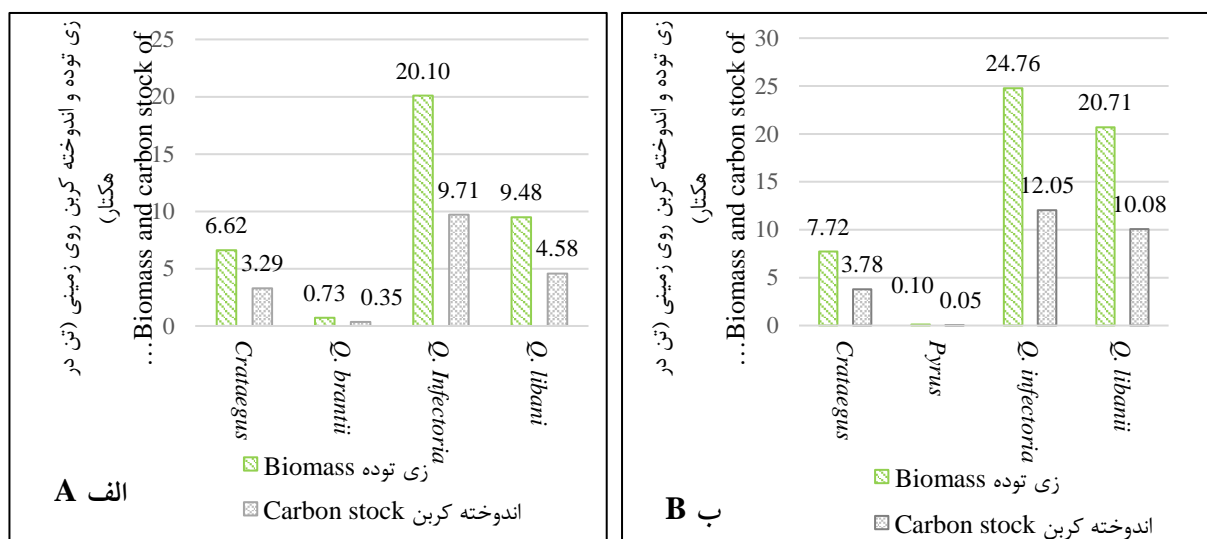 زی توده و اندوخته کربن روی زمینی (تن در
هکتار)
Biomass and carbon stock of…
25
20
15
10
5
0
6.62
3.29
0.73
0.35
20.10
9.71
9.48
4.58
Crataegus
Q. brantii
Q. Infectoria
Q. libani
زی توده Biomass
اندوخته کربن Carbon stock
الف A
زی توده و اندوخته کربن روی زمینی (تن در
هکتار)
Biomass and carbon stock of…
30
25
20
15
10
5
0
7.72
3.78
0.10
0.05
24.76
12.05
20.71
10.08
Crataegus
Pyrus
Q. infectoria
Q. libanii
زی توده Biomass
اندوخته کربن Carbon stock
ب B